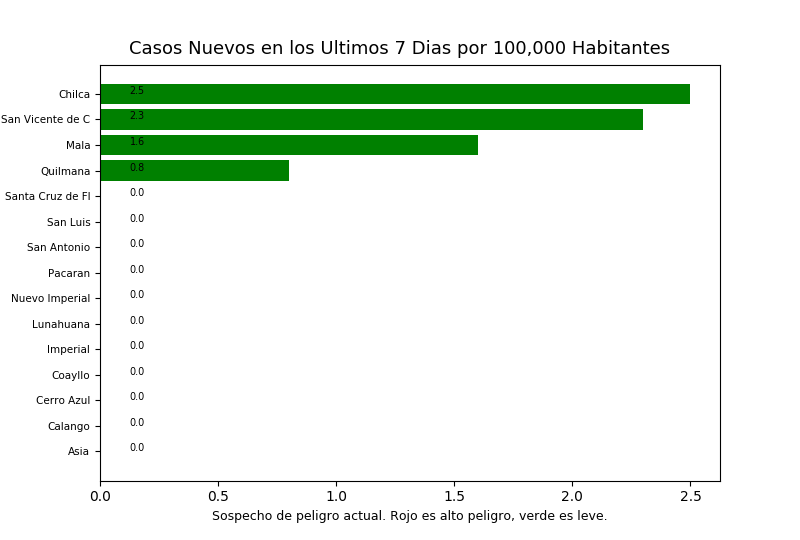 Casos Nuevos en los Ultimos 7 Dias por 100,000 Habitantes
Chilca 2.5
San Vicente de C 2.3
Mala 1.6
Quilmana 0.8
Santa Cruz de Fl 0.0
San Luis 0.0
San Antonio 0.0
Pacaran 0.0
Nuevo Imperial 0.0
Lunahuana 0.0
Imperial 0.0
Coayllo 0.0
Cerro Azul 0.0
Calango 0.0
Asia 0.0
0.0 0.5 1.0 1.5 2.0 2.5
Sospecho de peligro actual. Rojo es alto peligro, verde es leve.